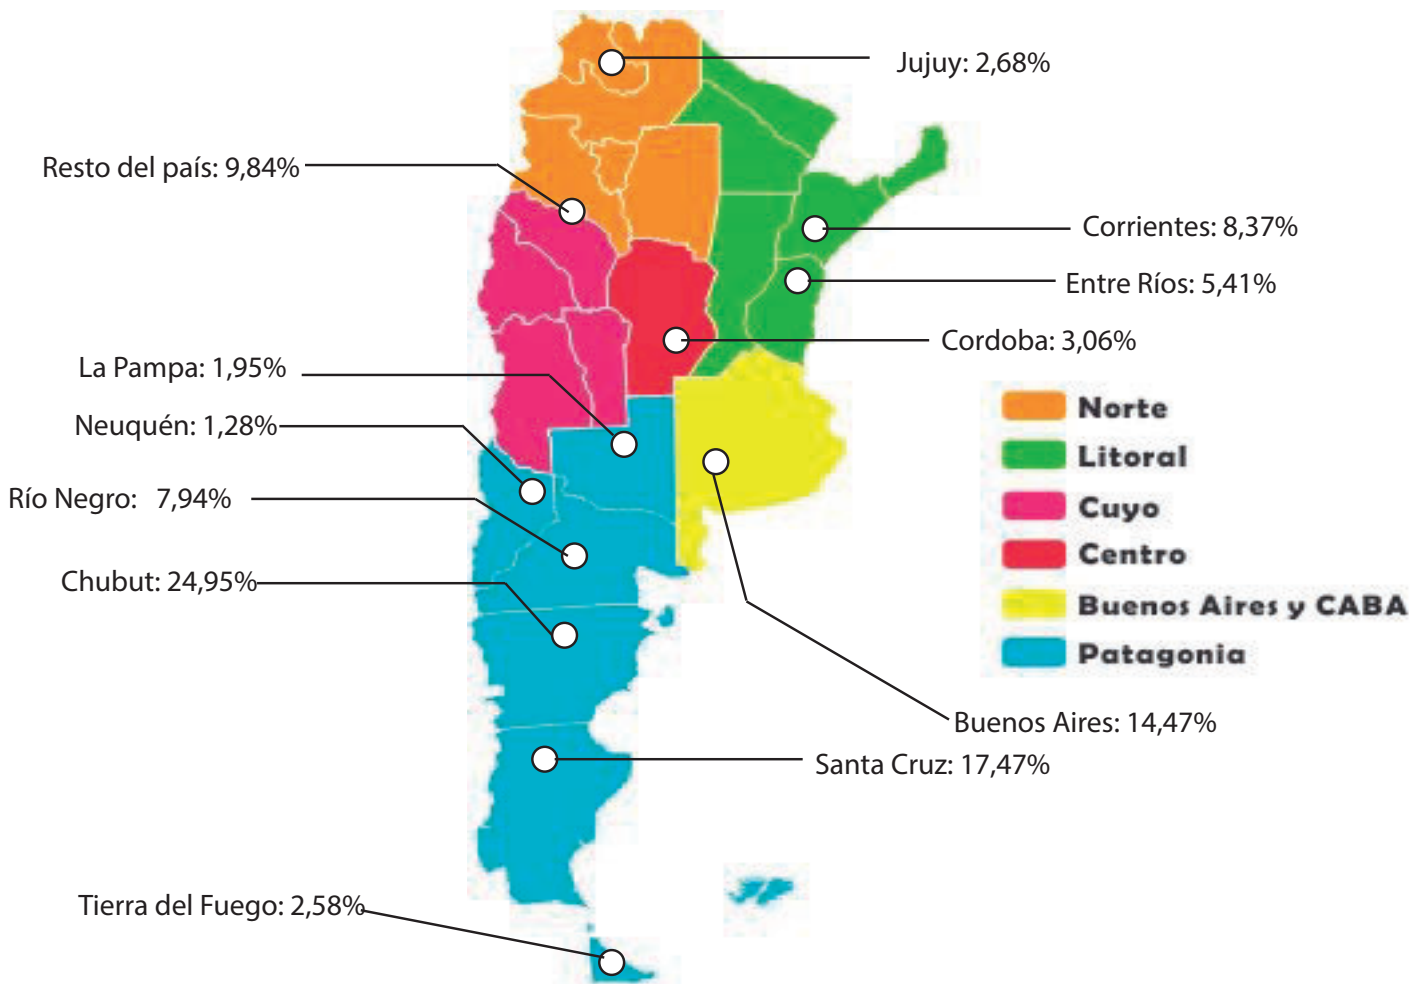 Jujuy: 2,68%
Resto del país: 9,84%
Corrientes: 8,37%
Entre Ríos: 5,41%
Cordoba: 3,06%
La Pampa: 1,95%
Neuquén: 1,28%
Río Negro: 7,94%
Chubut: 24,95%
Norte
Litoral
Cuyo
Centro
Buenos Aires y CABA
Patagonia
Buenos Aires: 14,47%
Santa Cruz: 17,47%
Tierra del Fuego: 2,58%